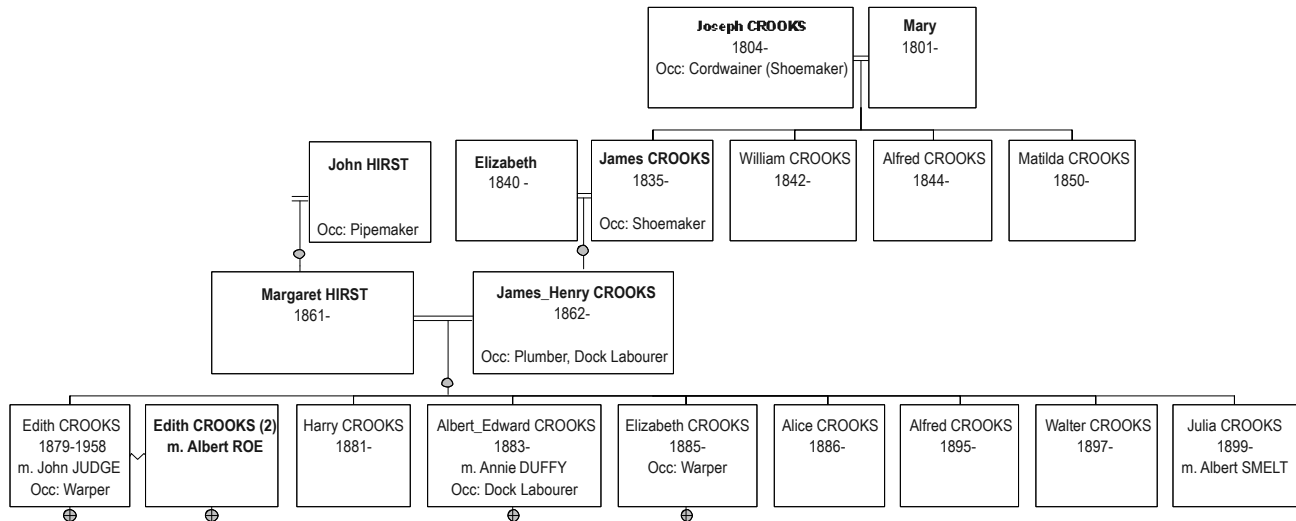 Joseph CROOKS
1804-
Occ: Cordwainer (Shoemaker)
Mary
1801-
John HIRST
Occ: Pipemaker
Elizabeth
1840 -
James CROOKS
1835-
Occ: Shoemaker
William CROOKS
1842-
Alfred CROOKS
1844-
Matilda CROOKS
1850-
Margaret HIRST
1861-
James_Henry CROOKS
1862-
Occ: Plumber, Dock Labourer
Edith CROOKS
1879-1958
m. John JUDGE
Occ: Warper
Edith CROOKS (2)
m. Albert ROE
Harry CROOKS
1881-
Albert_Edward CROOKS
1883-
m. Annie DUFFY
Occ: Dock Labourer
Elizabeth CROOKS
1885-
Occ: Warper
Alice CROOKS
1886-
Alfred CROOKS
1895-
Walter CROOKS
1897-
Julia CROOKS
1899-
m. Albert SMELT